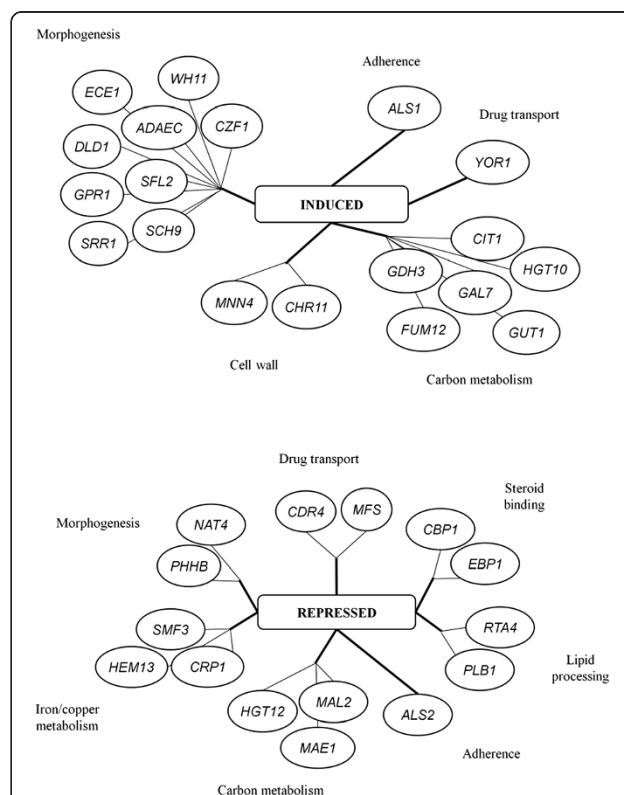 Morphogenesis
WH11
ECE1
Adherence
ADAEC
CZF1
ALS1
Drug transport
DLD1
YOR1
GPR1
SFL2
INDUCED
SRR1
SCH9
CIT1
GDH3
HGT10
MNN4
CHR11
GAL7
FUM12
GUT1
Cell wall
Carbon metabolism
Drug transport
Steroid
binding
Morphogenesis
NAT4
CDR4
MFS
CBP1
PHHB
EBP1
REPRESSED
SMF3
RTA4
HEM13
CRP1
PLB1
Lipid
processing
Iron/copper
metabolism
HGT12
MAL2
ALS2
MAE1
Adherence
Carbon metabolism